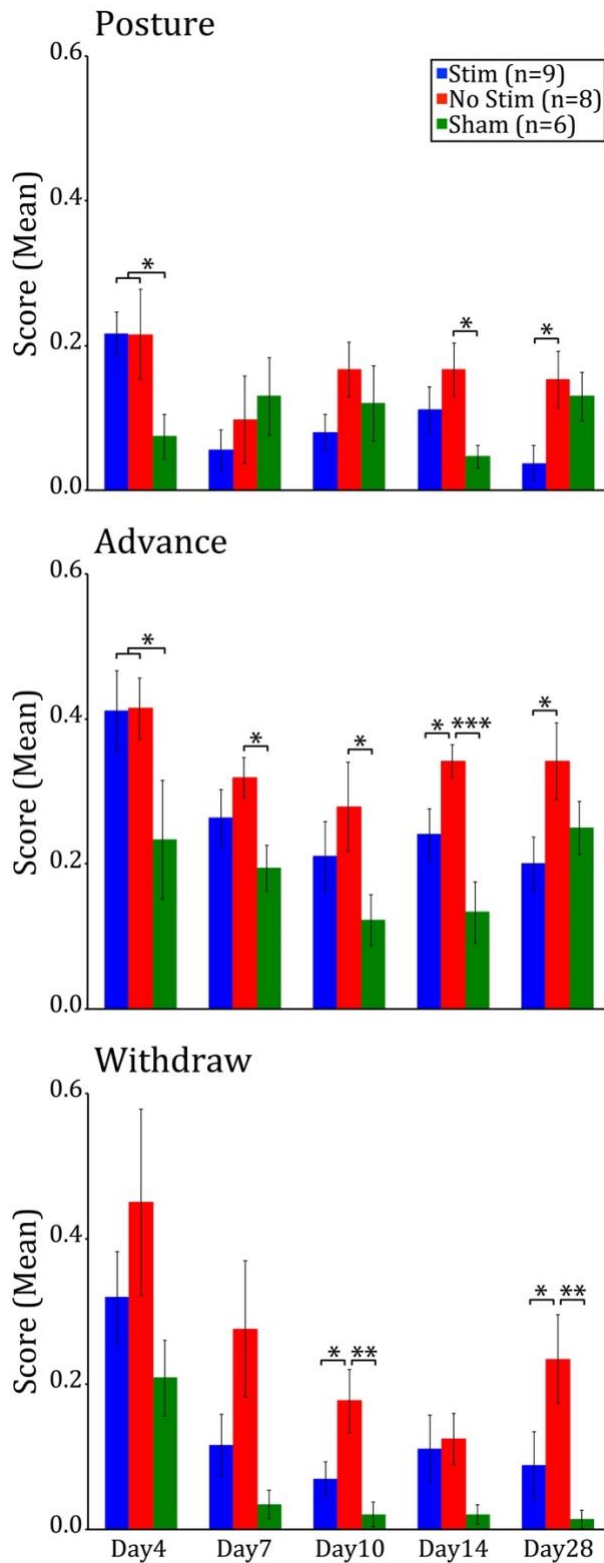 Posture
0.6
Stim (n=9)
No Stim (n=8)
Sham (n=6)
0.4
Score (Mean)
*
0.2
*
*
0.0
Advance
0.6
*
0.4
Score (Mean)
*
*
*
***
*
0.2
0.0
Withdraw
0.6
0.4
Score (Mean)
*
**
*
**
0.2
0.0
Day4 Day7 Day10 Day14 Day28